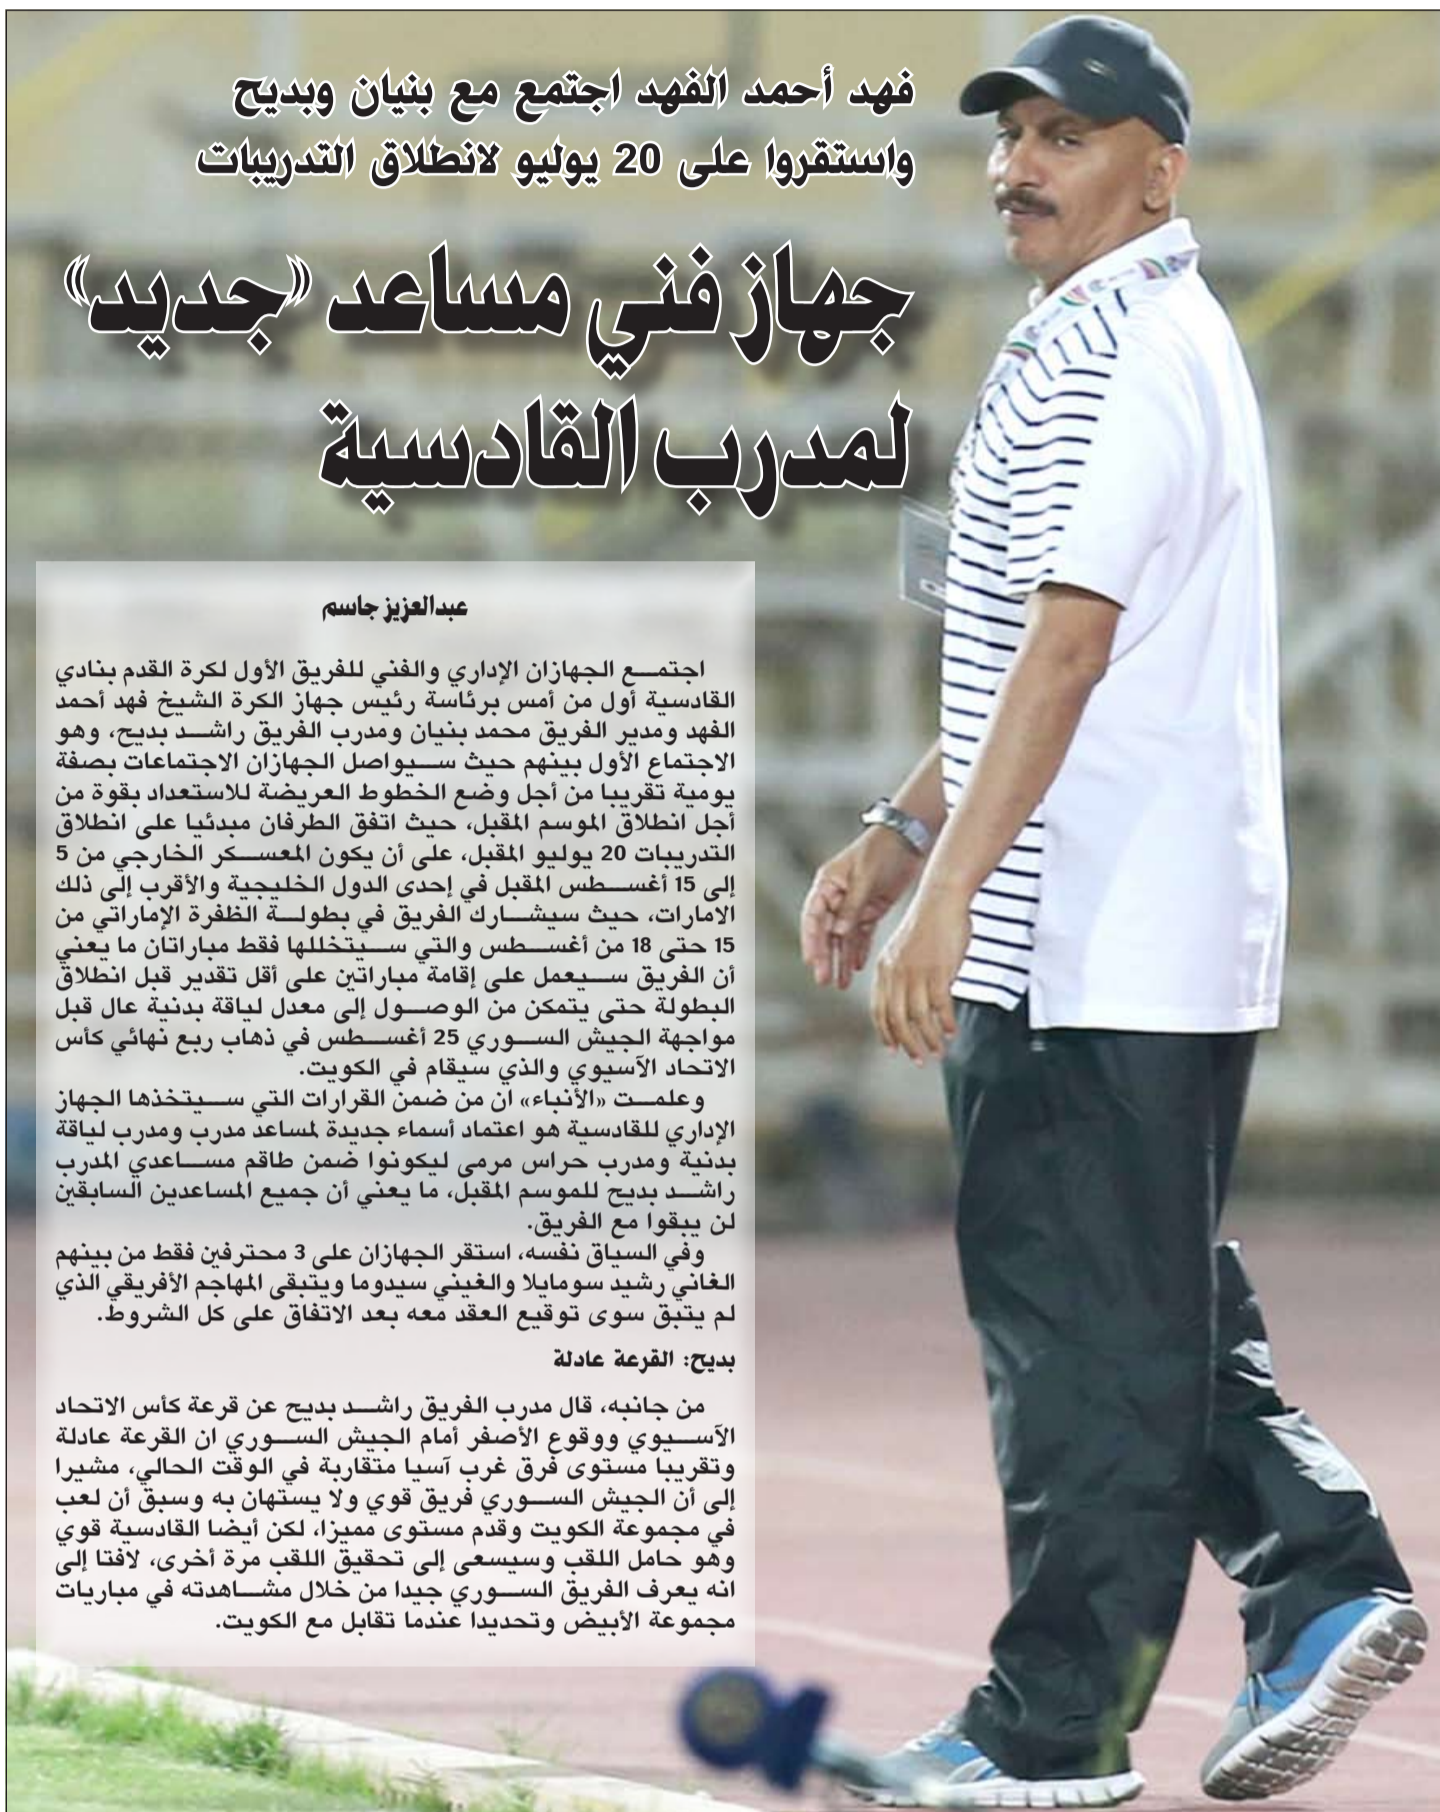 فهد أحمد الفهد اجتمع مع بنيان وبديح
واستقروا على 20 يوليو لانطلاق التدريبات
جهاز فني مساعد «جديد»
لمدرب القادسية
عبدالعزيز جاسم
اجتمع الجهازان الإداري والفني للفريق الأول لكرة القدم بنادي
القادسية أول من أمس برئاسة رئيس جهاز الكرة الشيخ فهد أحمد
الفهد ومدير الفريق محمد بنيان ومدرب الفريق راشد بديح، وهو
الاجتماع الأول بينهم حيث سيواصل الجهازان الاجتماعات بصفة
يومية تقريبا من أجل وضع الخطوط العريضة للاستعداد بقوة من
أجل انطلاق الموسم المقبل، حيث اتفق الطرفان مبدئيا على انطلاق
التدريبات 20 يوليو المقبل، على أن يكون المعسكر الخارجي من 5
إلى 15 أغسطس المقبل في إحدى الدول الخليجية والأقرب إلى ذلك
الامارات، حيث سيشارك الفريق في بطولة الظفرة الإماراتي من
15 حتى 18 من أغسطس والتي سيتخللها فقط مباراتان ما يعني
أن الفريق سيعمل على إقامة مباراتين على أقل تقدير قبل انطلاق
البطولة حتى يتمكن من الوصول إلى معدل لياقة بدنية عال قبل
مواجهة الجيش السوري 25 أغسطس في ذهاب ربع نهائي كأس
الاتحاد الآسيوي والذي سيقام في الكويت.
وعلمت «الأنباء» ان من ضمن القرارات التي سيتخذها الجهاز
الإداري للقادسية هو اعتماد أسماء جديدة لمساعد مدرب ومدرب لياقة
بدنية ومدرب حراس مرمى ليكونوا ضمن طاقم مساعدي المدرب
راشد بديح للموسم المقبل، ما يعني أن جميع المساعدين السابقين
لن يبقوا مع الفريق.
وفي السياق نفسه، استقر الجهازان على 3 محترفين فقط من بينهم
الغاني رشيد سومايلا والغيني سيدوما ويتبقى المهاجم الأفريقي الذي
لم يتبق سوى توقيع العقد معه بعد الاتفاق على كل الشروط.
بديح: القرعة عادلة
من جانبه، قال مدرب الفريق راشد بديح عن قرعة كأس الاتحاد
الآسيوي ووقوع الأصفر أمام الجيش السوري ان القرعة عادلة
وتقريبا مستوى فرق غرب آسيا متقاربة في الوقت الحالي، مشيرا
إلى أن الجيش السوري فريق قوي ولا يستهان به وسبق أن لعب
في مجموعة الكويت وقدم مستوى مميزا، لكن أيضا القادسية قوي
وهو حامل اللقب وسيسعى إلى تحقيق اللقب مرة أخرى، لافتا إلى
انه يعرف الفريق السوري جيدا من خلال مشاهدته في مباريات
مجموعة الأبيض وتحديدا عندما تقابل مع الكويت.